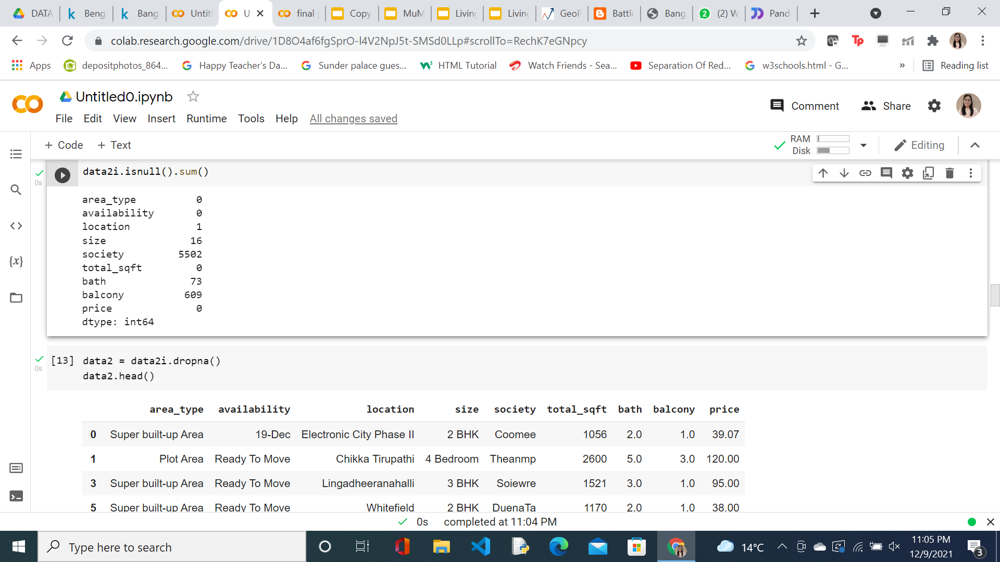 DATA
Beng
Bang
Untitl
U
final
Copy
MuM
Living
Living
GeoP
Battle
Bang
(2) W
Pand
colab.research.google.com/drive/1D8O4af6fgSprO-l4V2NpJ5t-SMSd0LLp#scrollTo=RechK7eGNpcy
Apps
depositphotos_864...
Happy Teacher's Da...
Sunder palace gues...
HTML Tutorial
Watch Friends - Sea...
Separation Of Red...
w3schools.html - G...
»
Reading list
Untitled0.ipynb
Comment
Share
File Edit View Insert Runtime Tools Help All changes saved
+ Code + Text
RAM
Disk
Editing
0s
data2i.isnull().sum()
area_type 0
availability 0
location 1
size 16
society 5502
total_sqft 0
bath 73
balcony 609
price 0
dtype: int64
0s
[13] data2 = data2i.dropna()
data2.head()
area_type availability location size society total_sqft bath balcony price
0 Super built-up Area 19-Dec Electronic City Phase II 2 BHK Coomee 1056 2.0 1.0 39.07
1 Plot Area Ready To Move Chikka Tirupathi 4 Bedroom Theanmp 2600 5.0 3.0 120.00
3 Super built-up Area Ready To Move Lingadheeranahalli 3 BHK Soiewre 1521 3.0 1.0 95.00
5 Super built-up Area Ready To Move Whitefield 2 BHK DuenaTa 1170 2.0 1.0 38.00
0s completed at 11:04 PM
Type here to search
14°C
11:05 PM
12/9/2021
3